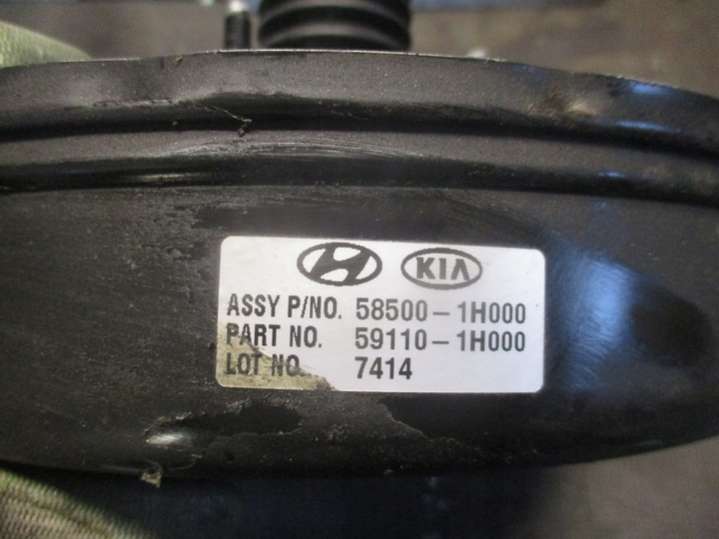 KIA
ASSY P/NO. 58500-1H000
PART NO. 59110-1H000
LOT NO. 7414